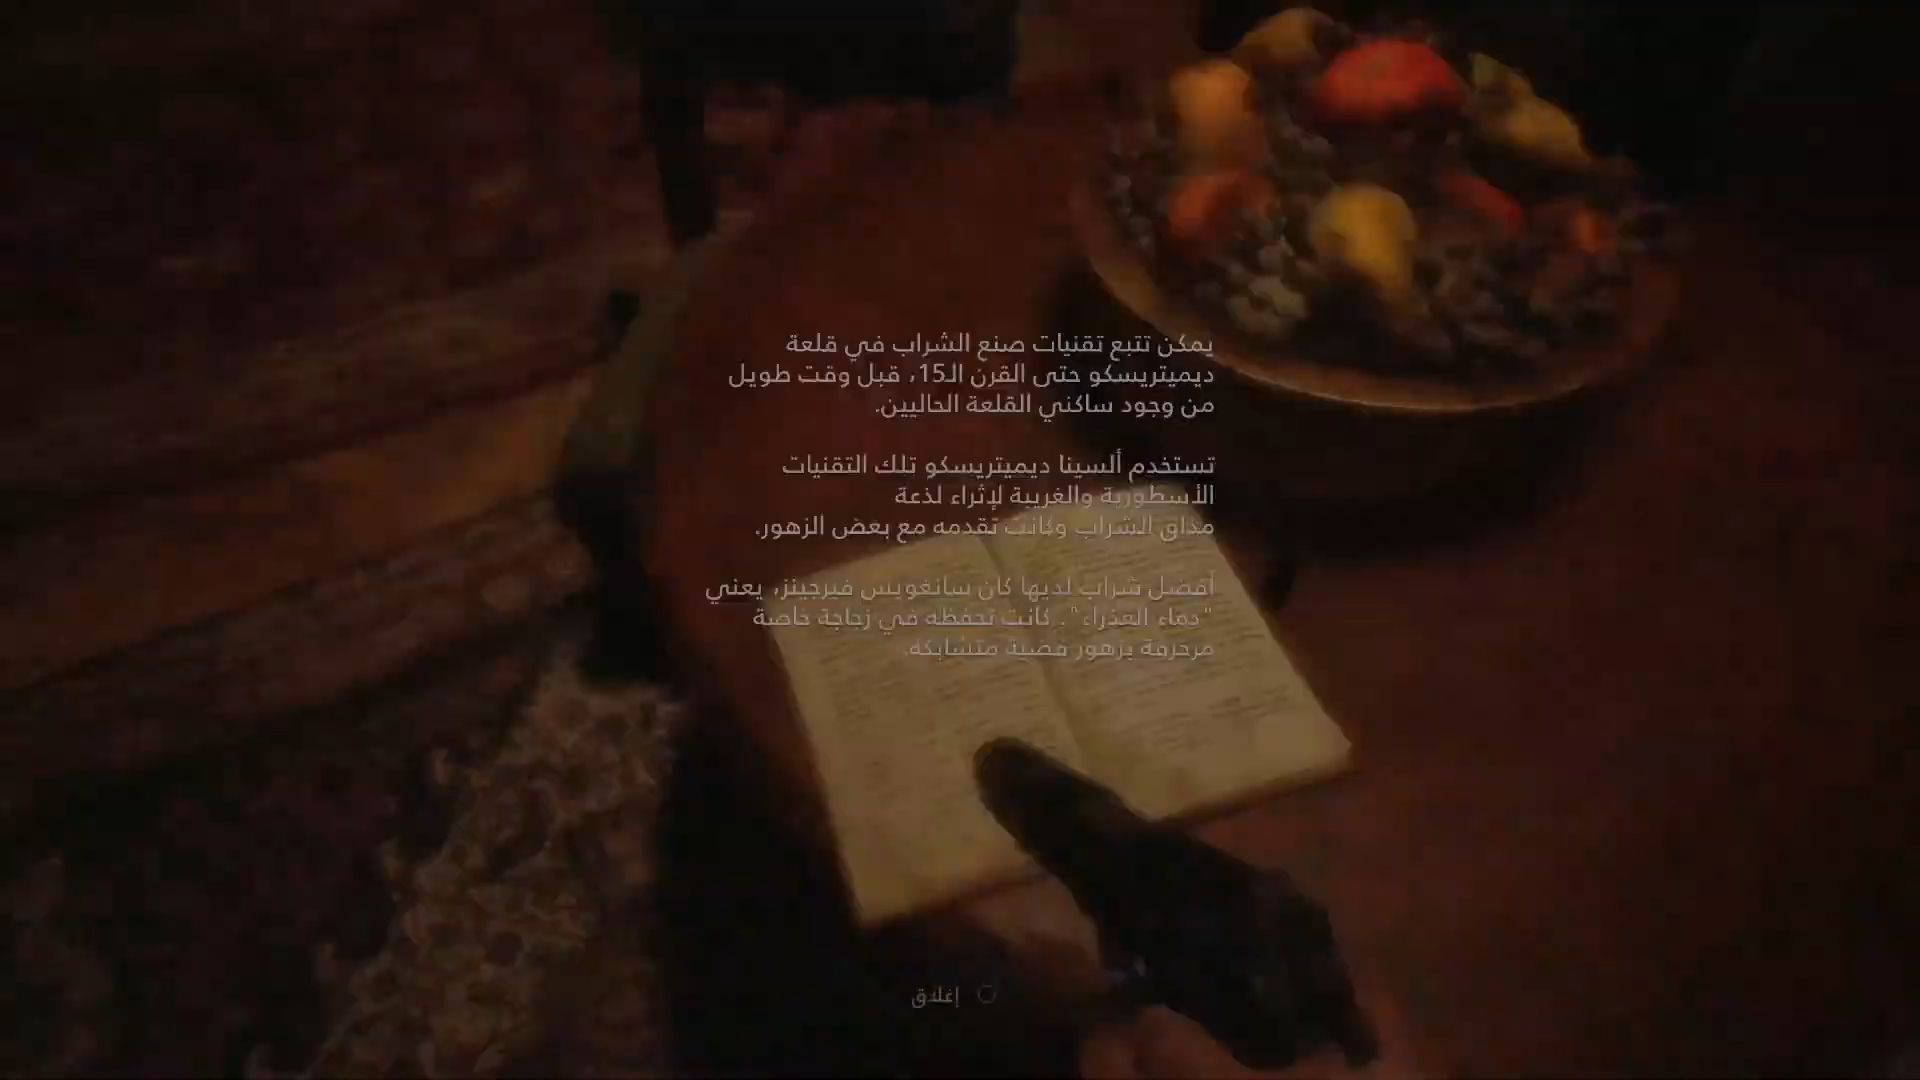 يمكن تتبع تقنيات صنع الشراب في قلعة
ديميتريسكو حتى القرن الـ15، قبل وقت طويل
من وجود ساكني القلعة الحاليين.
تستخدم ألسينا ديميتريسكو تلك التقنيات
الأسطورية والغريبة لإثراء لذعة
مذاق الشراب وكانت تقدمه مع بعض الزهور.
أفضل شراب لديها كان سانغويس فيرجينز، يعني
"دماء العذراء". كانت تحفظه في زجاجة خاصة
مزخرفة بزهور فضية متشابكة.
إغلاق